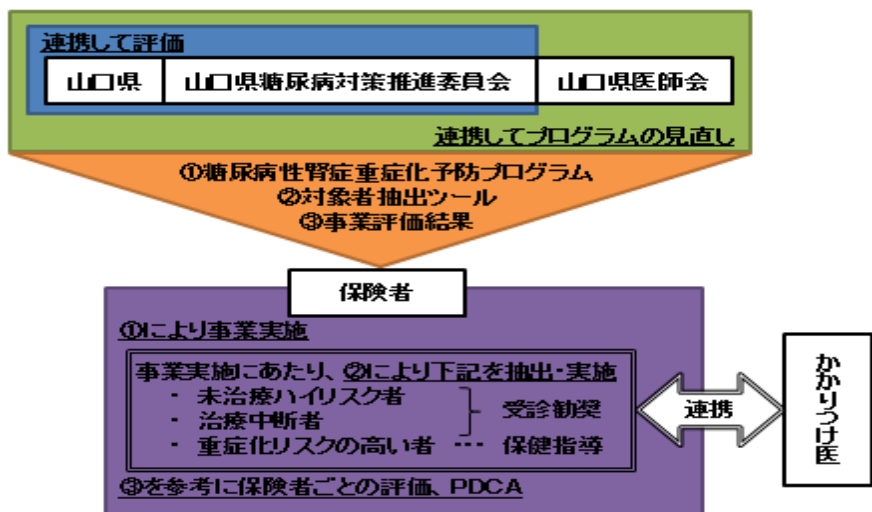 連携して評価
山口県 山口県糖尿病対策推進委員会 山口県医師会
連携してプログラムの見直し
①糖尿病性腎症重症化予防プログラム
②対象者抽出ツール
③事業評価結果
保険者
①により事業実施
事業実施にあたり、②により下記を抽出・実施
・ 未治療ハイリスク者
・ 治療中断者
受診勧奨
・ 重症化リスクの高い者 … 保健指導
③を参考に保険者ごとの評価、PDCA
連携
かかりつけ医